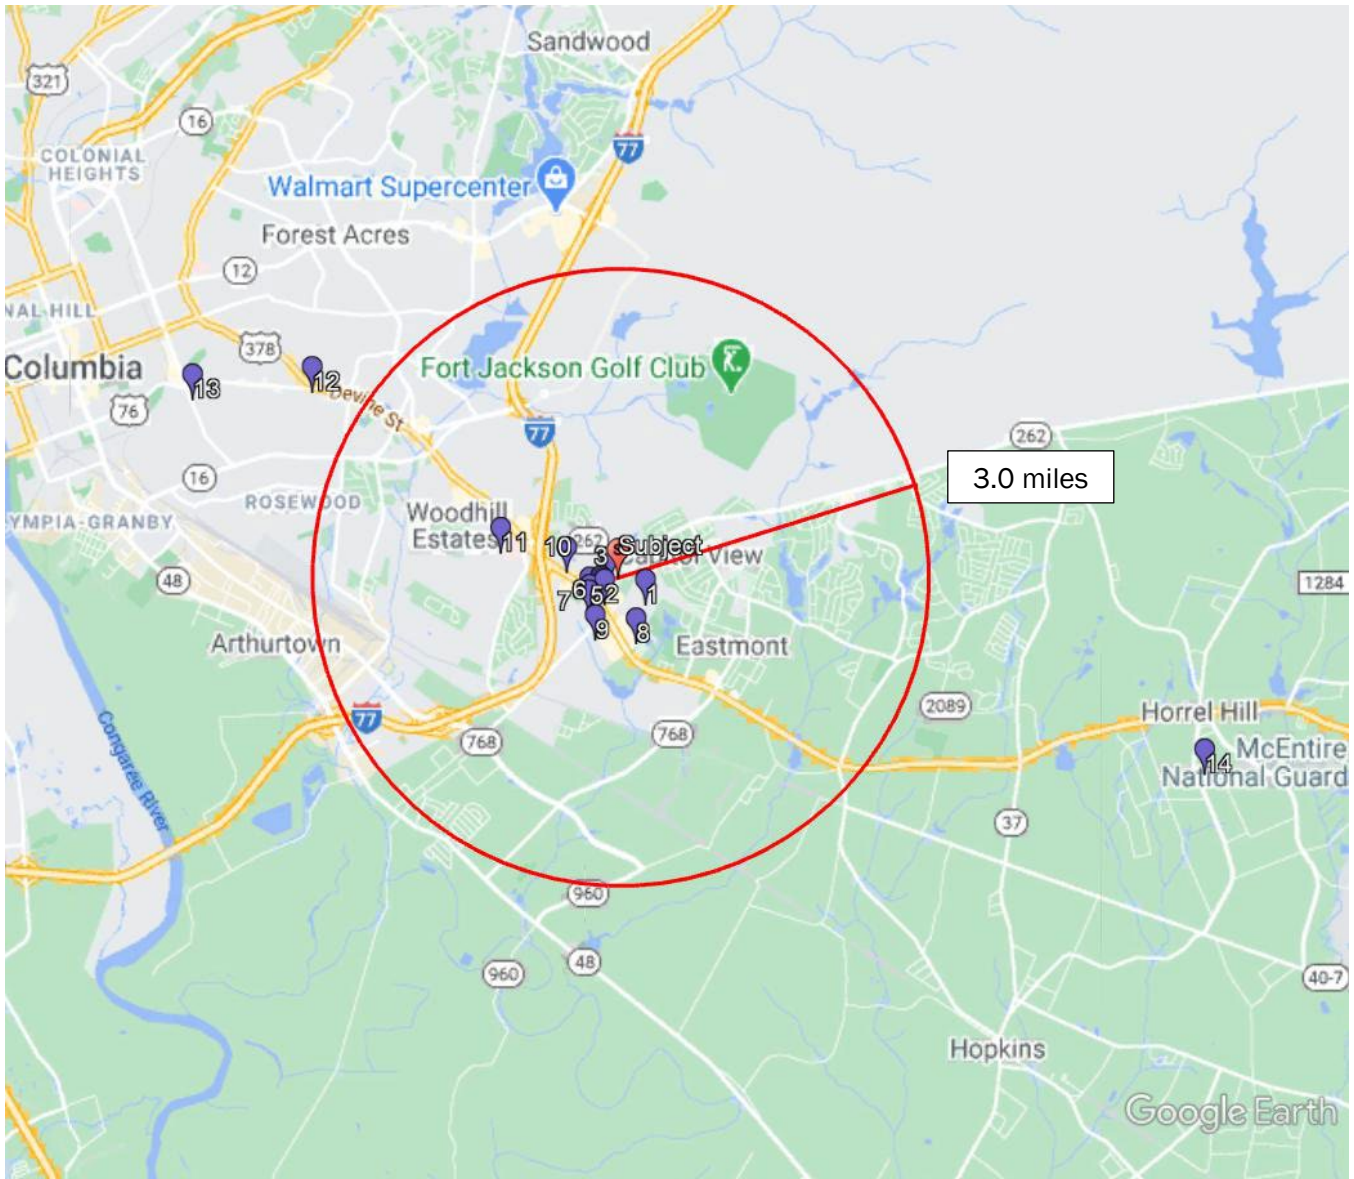 Sandwood
321
16
77
COLONIAL
HEIGHTS
Walmart Supercenter
Forest Acres
12
NAL HILL
378
Columbia
Fort Jackson Golf Club
13
12
76
Devine St
77
262
3.0 miles
16
ROSEWOOD
Woodhill
Estates
YMPIA-GRANBY
11
10
262
Subject
3
Capitol View
48
6
5
2
1
1284
7
9
8
Arthurtown
Eastmont
2089
Horrel Hill
77
768
768
McEntire
National Guard
14
Congaree River
37
960
960
48
40-7
Hopkins
Google Earth